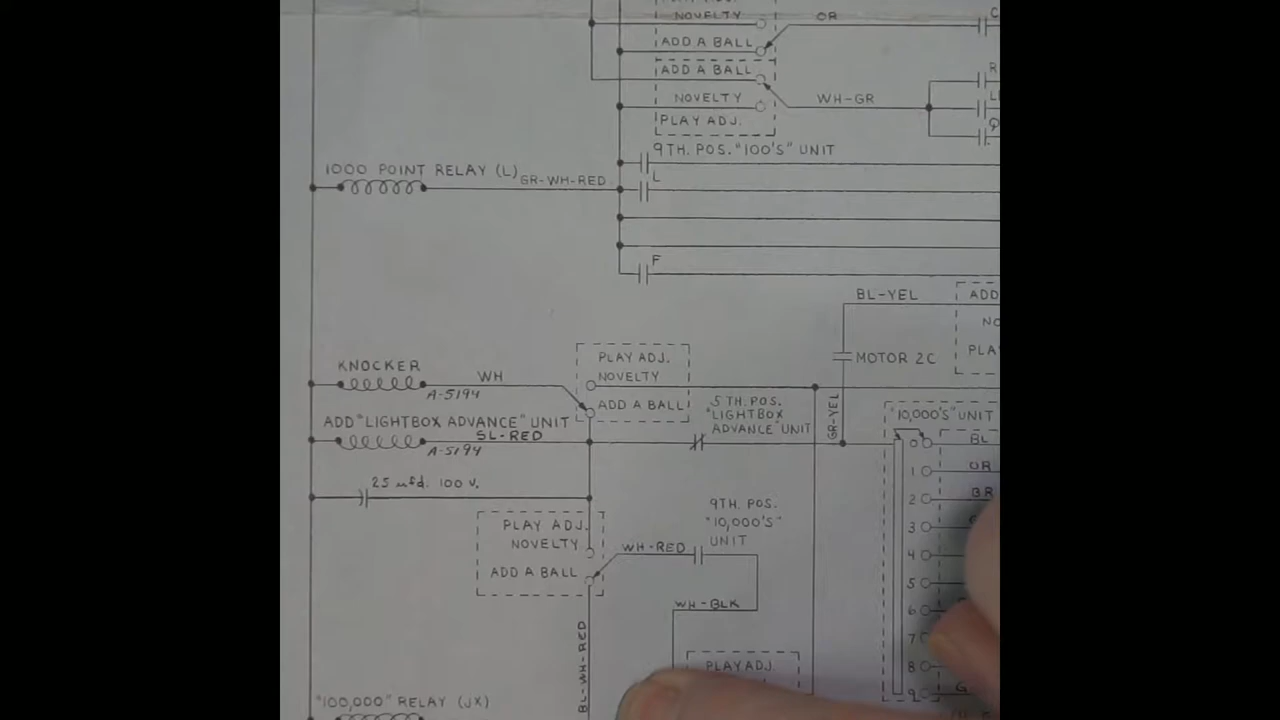 NOVELTY
OR
ADD A BALL
ADD A BALL
NOVELTY
WH-GR
PLAY ADJ.
9TH. POS. "100'S" UNIT
1000 POINT RELAY (L)
GR-WH-RED
L
F
BL-YEL
ADD
PLA
MOTOR 2C
KNOCKER
WH
A-5194
PLAY ADJ.
NOVELTY
ADD A BALL
5TH. POS.
"LIGHTBOX
ADVANCE" UNIT
GR-YEL
"10,000'S" UNIT
ADD "LIGHTBOX ADVANCE" UNIT
SL-RED
A-5194
0
BL
1
OR
2
BR
3
4
5
6
7
8
9
25 mfd. 100 V.
PLAY ADJ.
NOVELTY
ADD A BALL
WH-RED
9TH. POS.
"10,000'S"
UNIT
WH-BLK
BL-WH-RED
PLAY ADJ.
"100,000" RELAY (JX)